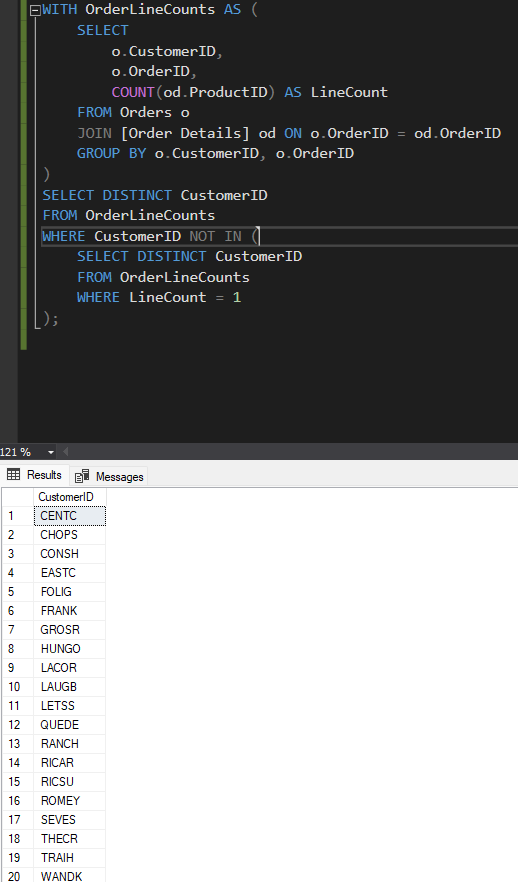 WITH OrderLineCounts AS (
SELECT
o.CustomerID,
o.OrderID,
COUNT(od.ProductID) AS LineCount
FROM Orders o
JOIN [Order Details] od ON o.OrderID = od.OrderID
GROUP BY o.CustomerID, o.OrderID
)
SELECT DISTINCT CustomerID
FROM OrderLineCounts
WHERE CustomerID NOT IN (
SELECT DISTINCT CustomerID
FROM OrderLineCounts
WHERE LineCount = 1
);
121 %
Results Messages
CustomerID
1 CENTC
2 CHOPS
3 CONSH
4 EASTC
5 FOLIG
6 FRANK
7 GROSR
8 HUNGO
9 LACOR
10 LAUGB
11 LETSS
12 QUEDE
13 RANCH
14 RICAR
15 RICSU
16 ROMEY
17 SEVES
18 THECR
19 TRAIH
20 WANDK